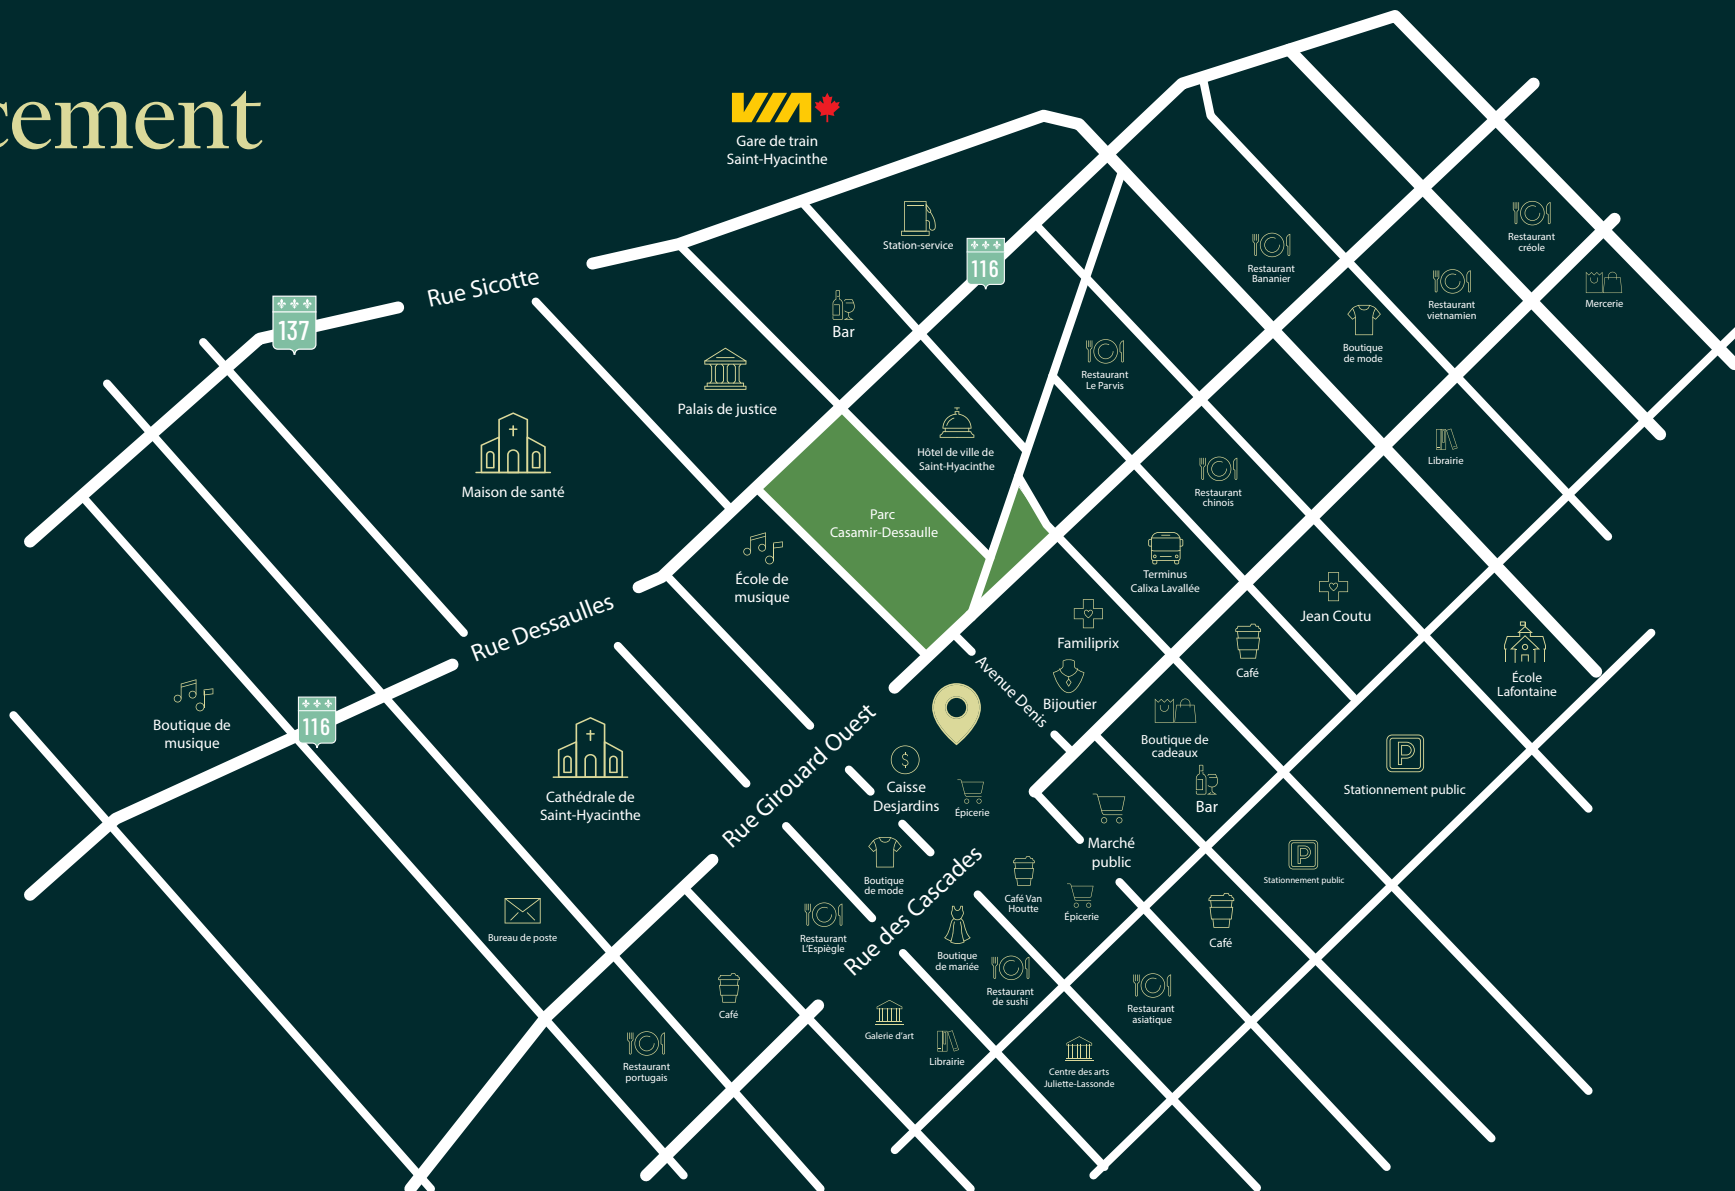 cement
VIA
Gare de train
Saint-Hyacinthe
Station-service
116
Restaurant
créole
Restaurant
Bananier
Restaurant
vietnamien
Mercerie
Rue Sicotte
137
Bar
Boutique
de mode
Restaurant
Le Parvis
Palais de justice
Hôtel de ville de
Saint-Hyacinthe
Librairie
Maison de santé
Restaurant
chinois
Parc
Casamir-Dessaulle
École de
musique
Terminus
Calixa Lavallée
Rue Dessaulles
Familiprix
Jean Coutu
Café
École
Lafontaine
Avenue Denis
Bijoutier
Boutique de
musique
116
Boutique de
cadeaux
Rue Girouard Ouest
Cathédrale de
Saint-Hyacinthe
$
Caisse
Desjardins
Épicerie
Bar
P
Stationnement public
Marché
public
P
Stationnement public
Boutique
de mode
Rue des Cascades
Café Van
Houtte
Épicerie
Bureau de poste
Restaurant
L'Espiègle
Café
Boutique
de mariée
Restaurant
de sushi
Café
Restaurant
asiatique
Galerie d'art
Librairie
Restaurant
portugais
Centre des arts
Juliette-Lassonde